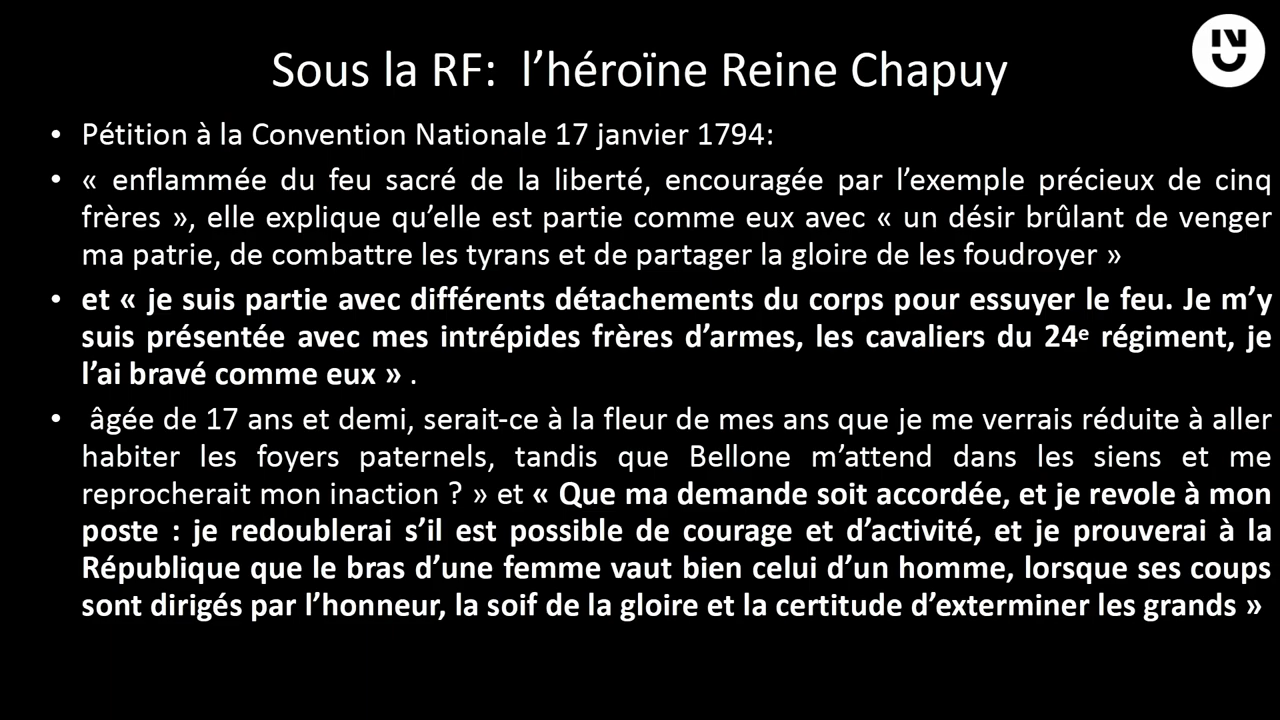 Sous la RF: l’héroïne Reine Chapuy
• Pétition à la Convention Nationale 17 janvier 1794:
• « enflammée du feu sacré de la liberté, encouragée par l’exemple précieux de cinq
frères », elle explique qu’elle est partie comme eux avec « un désir brûlant de venger
ma patrie, de combattre les tyrans et de partager la gloire de les foudroyer »
• et « je suis partie avec différents détachements du corps pour essuyer le feu. Je m’y
suis présentée avec mes intrépides frères d’armes, les cavaliers du 24ᵉ régiment, je
l’ai bravé comme eux » .
• âgée de 17 ans et demi, serait-ce à la fleur de mes ans que je me verrais réduite à aller
habiter les foyers paternels, tandis que Bellone m’attend dans les siens et me
reprocherait mon inaction ? » et « Que ma demande soit accordée, et je revole à mon
poste : je redoublerai s’il est possible de courage et d’activité, et je prouverai à la
République que le bras d’une femme vaut bien celui d’un homme, lorsque ses coups
sont dirigés par l’honneur, la soif de la gloire et la certitude d’exterminer les grands »